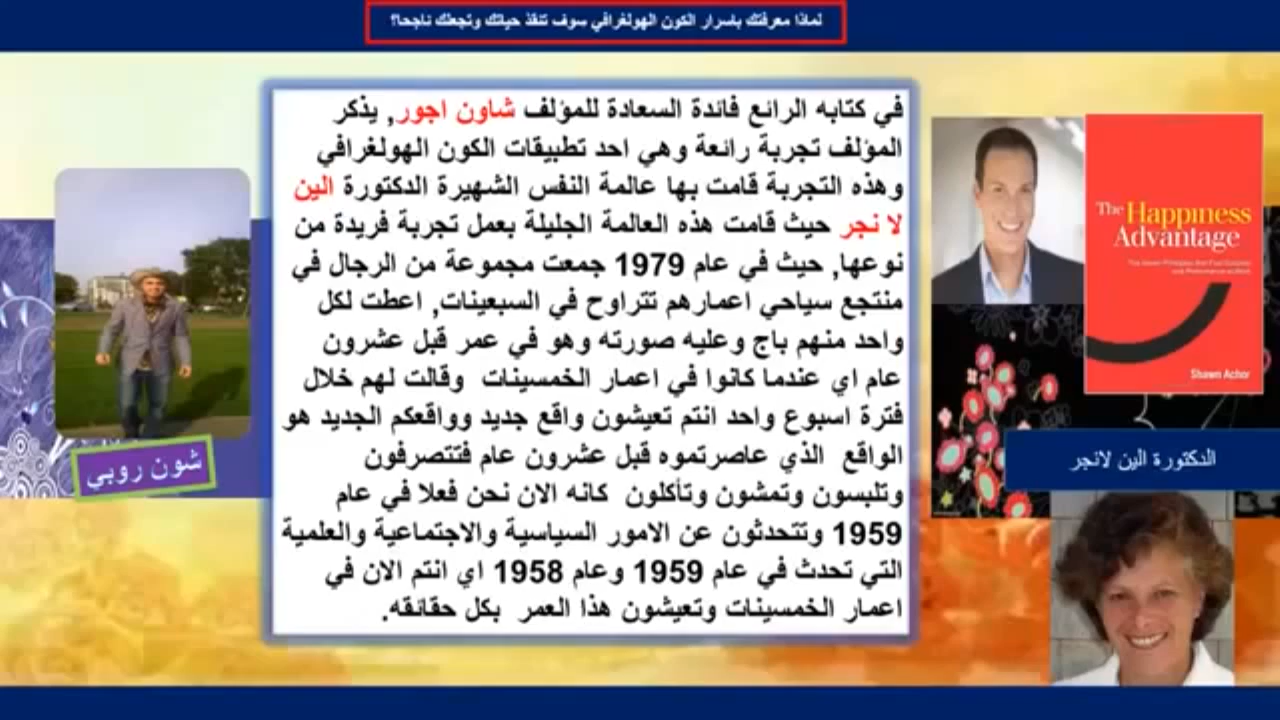 لماذا معرفتك باسرار الكون الهولغرافي سوف تنقذ حياتك وتجعلك ناجحا؟
في كتابه الرائع فائدة السعادة للمؤلف شاون اجور, يذكر
المؤلف تجربة رائعة وهي احد تطبيقات الكون الهولغرافي
وهذه التجربة قامت بها عالمة النفس الشهيرة الدكتورة الين
لا نجر حيث قامت هذه العالمة الجليلة بعمل تجربة فريدة من
نوعها, حيث في عام 1979 جمعت مجموعة من الرجال في
منتجع سياحي اعمارهم تتراوح في السبعينات, اعطت لكل
واحد منهم باج وعليه صورته وهو في عمر قبل عشرون
عام اي عندما كانوا في اعمار الخمسينات وقالت لهم خلال
فترة اسبوع واحد انتم تعيشون واقع جديد وواقعكم الجديد هو
الواقع الذي عاصرتموه قبل عشرون عام فتتصرفون
وتلبسون وتمشون وتأكلون كانه الان نحن فعلا في عام
1959 وتتحدثون عن الامور السياسية والاجتماعية والعلمية
التي تحدث في عام 1959 وعام 1958 اي انتم الان في
اعمار الخمسينات وتعيشون هذا العمر بكل حقائقه.
شون روبي
The Happiness
Advantage
Shawn Achor
الدكتورة الين لانجر